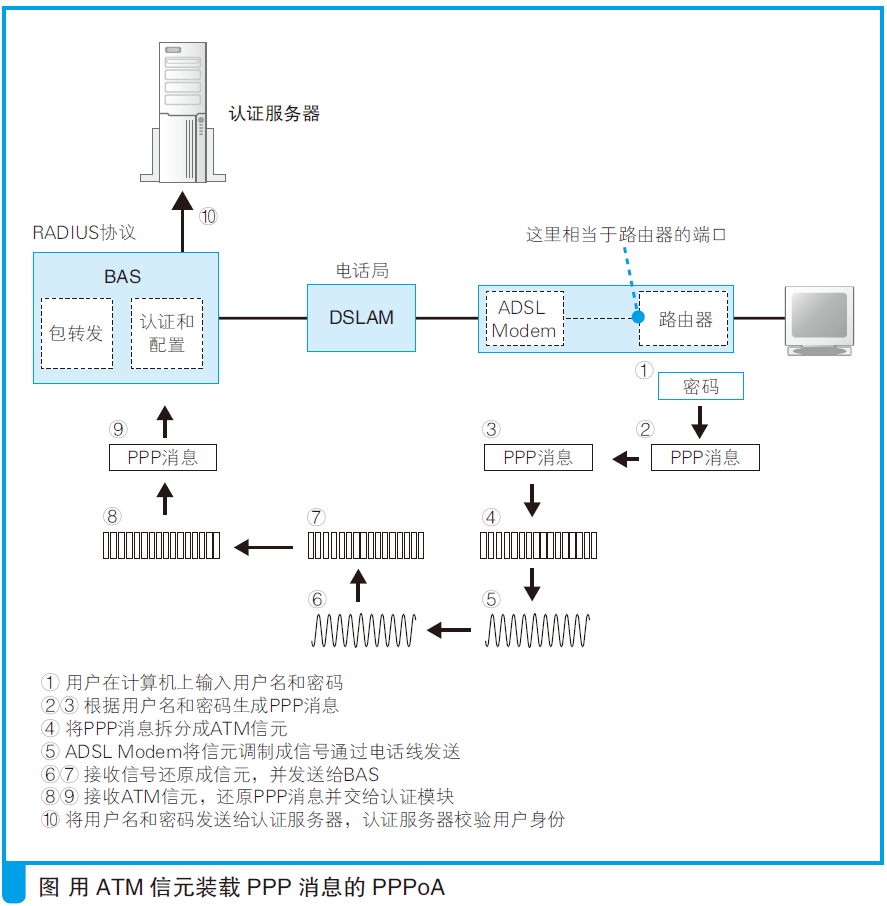 认证服务器
⑩
RADIUS协议
这里相当于路由器的端口
BAS
电话局
包转发
认证和
配置
DSLAM
ADSL
Modem
路由器
①
密码
⑨
③
②
PPP消息
PPP消息
PPP消息
⑧
⑦
④
⑥
⑤
① 用户在计算机上输入用户名和密码
②③ 根据用户名和密码生成PPP消息
④ 将PPP消息拆分成ATM信元
⑤ ADSL Modem将信元调制成信号通过电话线发送
⑥⑦ 接收信号还原成信元，并发送给BAS
⑧⑨ 接收ATM信元，还原PPP消息并交给认证模块
⑩ 将用户名和密码发送给认证服务器，认证服务器校验用户身份
图 用 ATM 信元装载 PPP 消息的 PPPoA